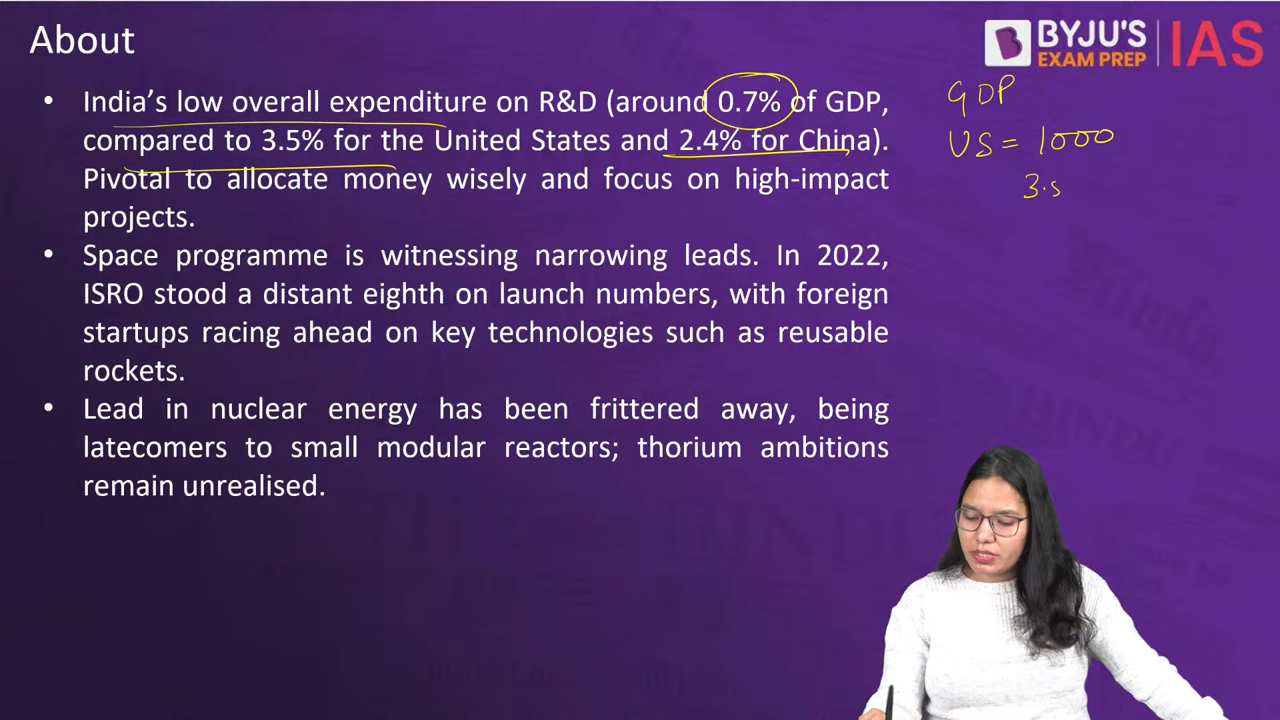 About
BYJU'S
EXAM PREP
IAS
• India's low overall expenditure on R&D (around 0.7% of GDP,
compared to 3.5% for the United States and 2.4% for China).
Pivotal to allocate money wisely and focus on high-impact
projects.
• Space programme is witnessing narrowing leads. In 2022,
ISRO stood a distant eighth on launch numbers, with foreign
startups racing ahead on key technologies such as reusable
rockets.
• Lead in nuclear energy has been frittered away, being
latecomers to small modular reactors; thorium ambitions
remain unrealised.
GDP
US = 1000
3.5